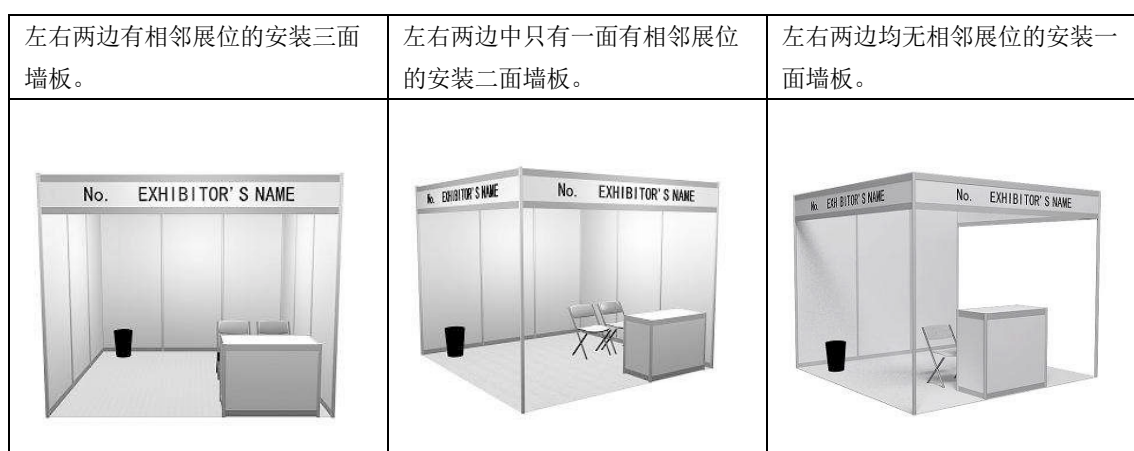 左右两边有相邻展位的安装三面
墙板。
左右两边中只有一面有相邻展位
的安装二面墙板。
左右两边均无相邻展位的安装一
面墙板。
No. EXHIBITOR'S NAME
No. EXHIBITOR'S NAME
No. EXHIBITOR'S NAME
No. EXHIBITOR'S NAME
No. EXHIBITOR'S NAME